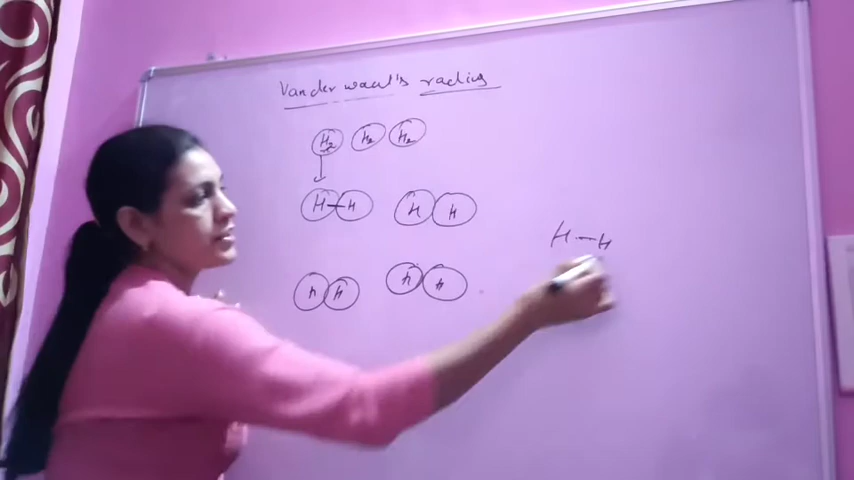 Vander waal's radius
H₂ H₂ H₂
H-H H H
H-H
H H H H